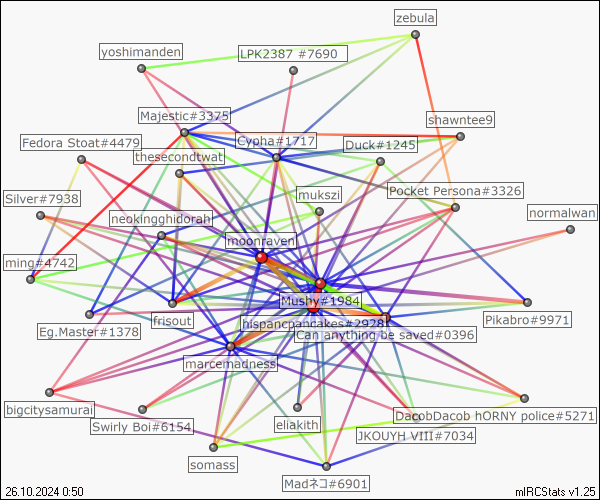 zebula
yoshimanden
LPK2387 #7690
Majestic#3375
shawntee9
Cypha#1717
Fedora Stoat#4479
Duck#1245
thesecondtwat
Pocket Persona#3326
Silver#7938
mukszi
neokingghidorah
normalwan
moonraven
ming#4742
Mushy#1984
Pikabro#9971
frisout
hispancpancakes#2928
Eg.Master#1378
Can anything be saved#0396
marcemadness
bigcitysamurai
DacobDacob hORNY police#5271
Swirly Boi#6154
eliakith
JKOUYH VIII#7034
somass
Madネコ#6901
26.10.2024 0:50
mIRCStats v1.25